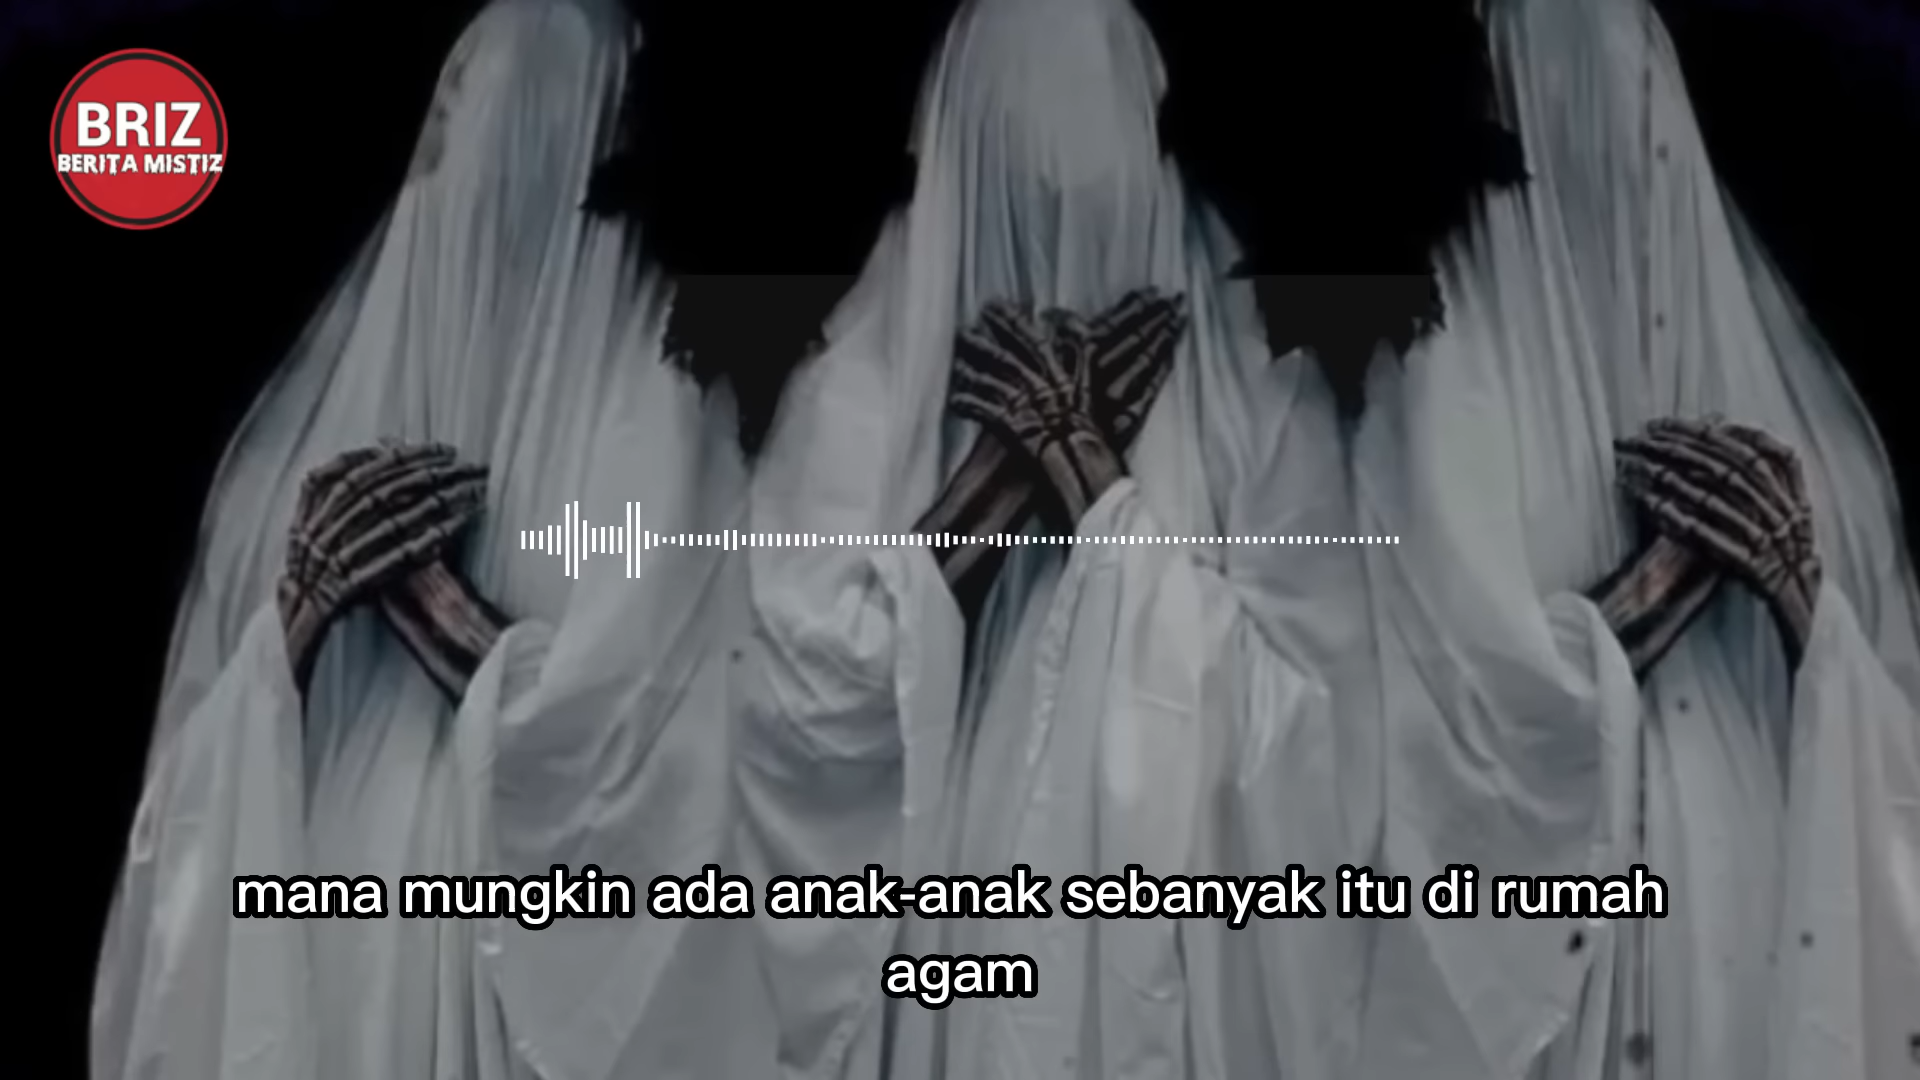 BRIZ
BERITA MISTIZ
mana mungkin ada anak-anak sebanyak itu di rumah
agam